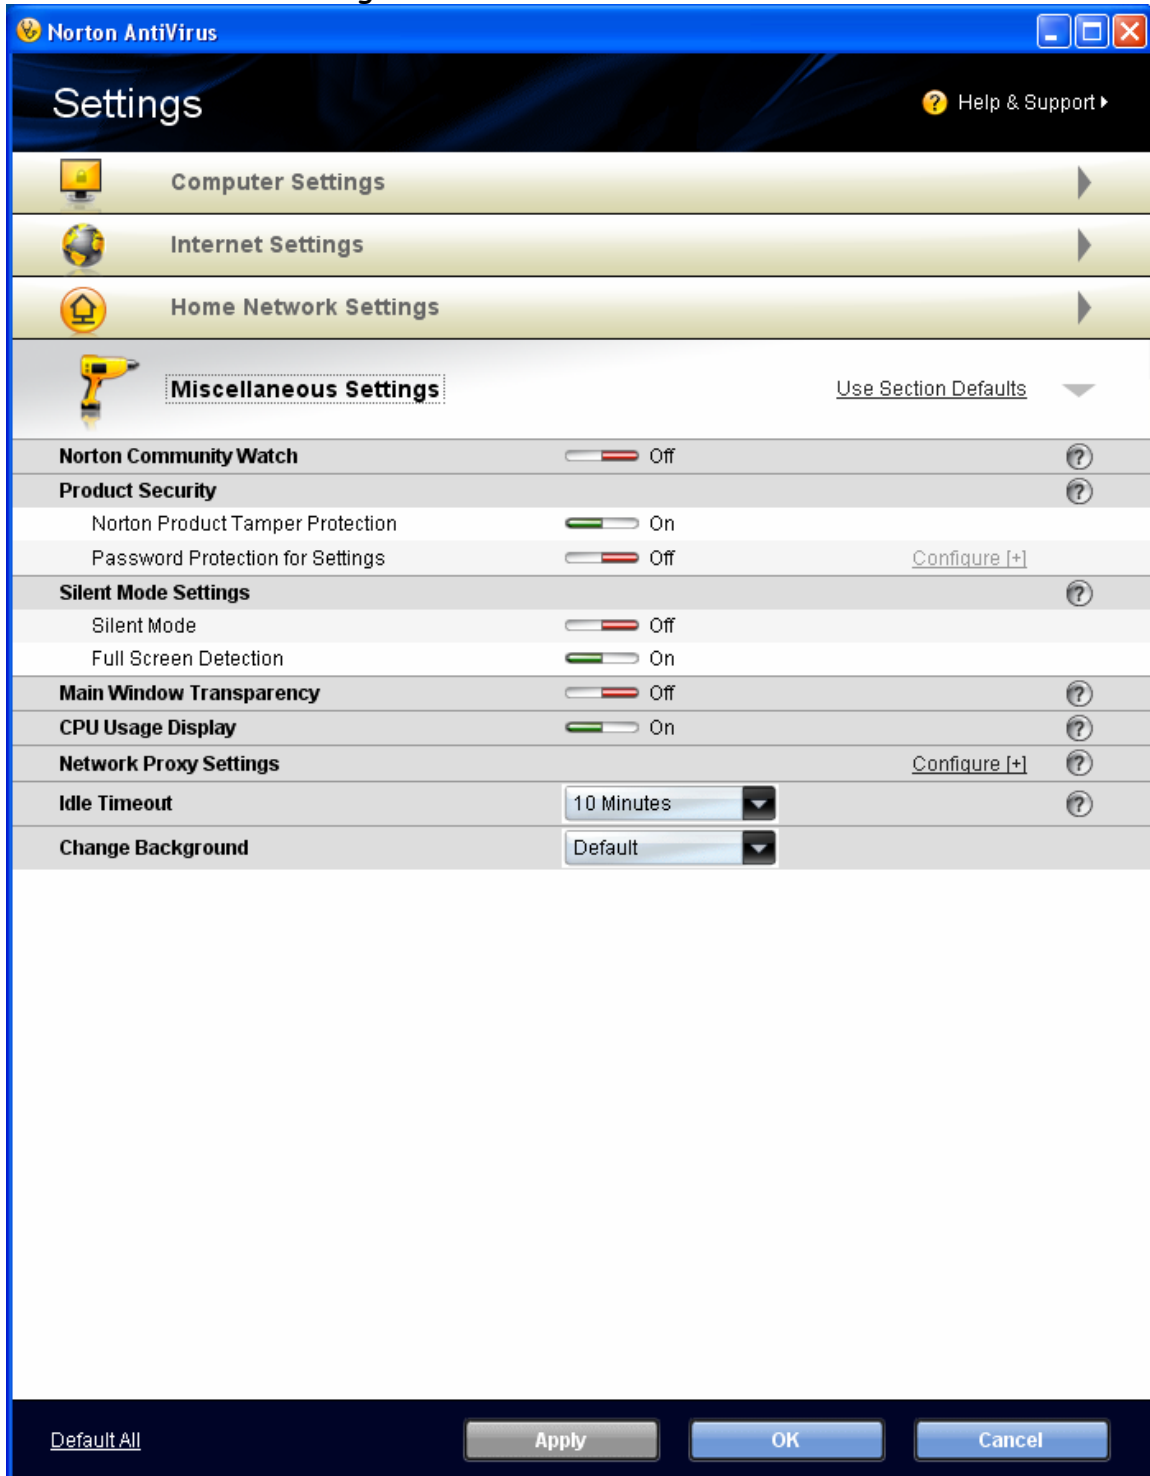 Norton AntiVirus
Settings
Help & Support
Computer Settings
Internet Settings
Home Network Settings
Miscellaneous Settings Use Section Defaults
Norton Community Watch Off
Product Security
Norton Product Tamper Protection On
Password Protection for Settings Off Configure [+]
Silent Mode Settings
Silent Mode Off
Full Screen Detection On
Main Window Transparency Off
CPU Usage Display On
Network Proxy Settings Configure [+]
Idle Timeout 10 Minutes
Change Background Default
Default All Apply OK Cancel